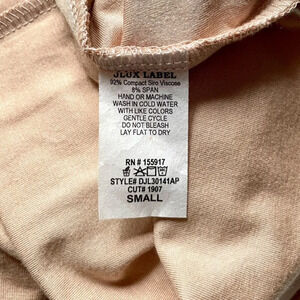 JLUX LABEL
92% Compact Siro Viscose
8% SPAN
HAND OR MACHINE
WASH IN COLD WATER
WITH LIKE COLORS
GENTLE CYCLE
DO NOT BLEASH
LAY FLAT TO DRY
RN # 155917
STYLE# DJL30141AP
CUT# 1907
SMALL